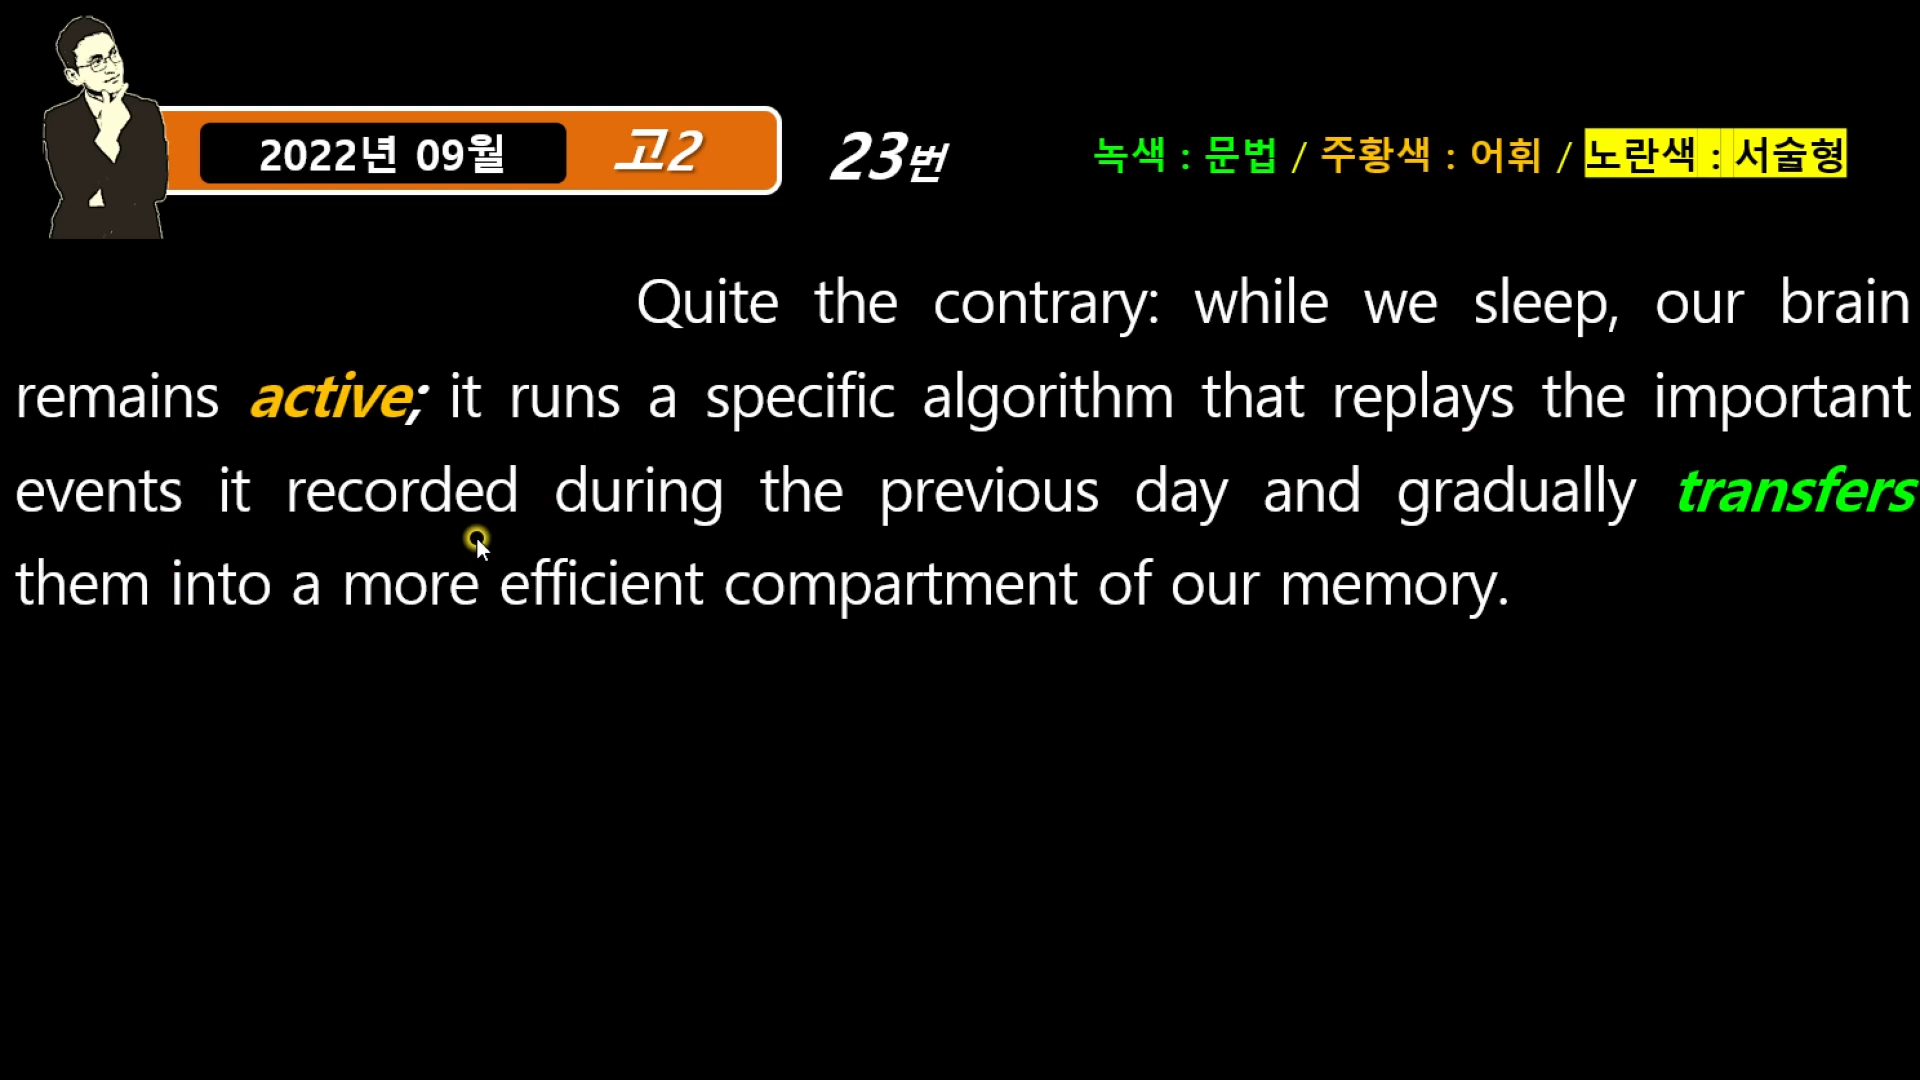 2022년 09월 고2 23번 녹색 : 문법 / 주황색 : 어휘 / 노란색 : 서술형
Quite the contrary: while we sleep, our brain
remains active; it runs a specific algorithm that replays the important
events it recorded during the previous day and gradually transfers
them into a more efficient compartment of our memory.